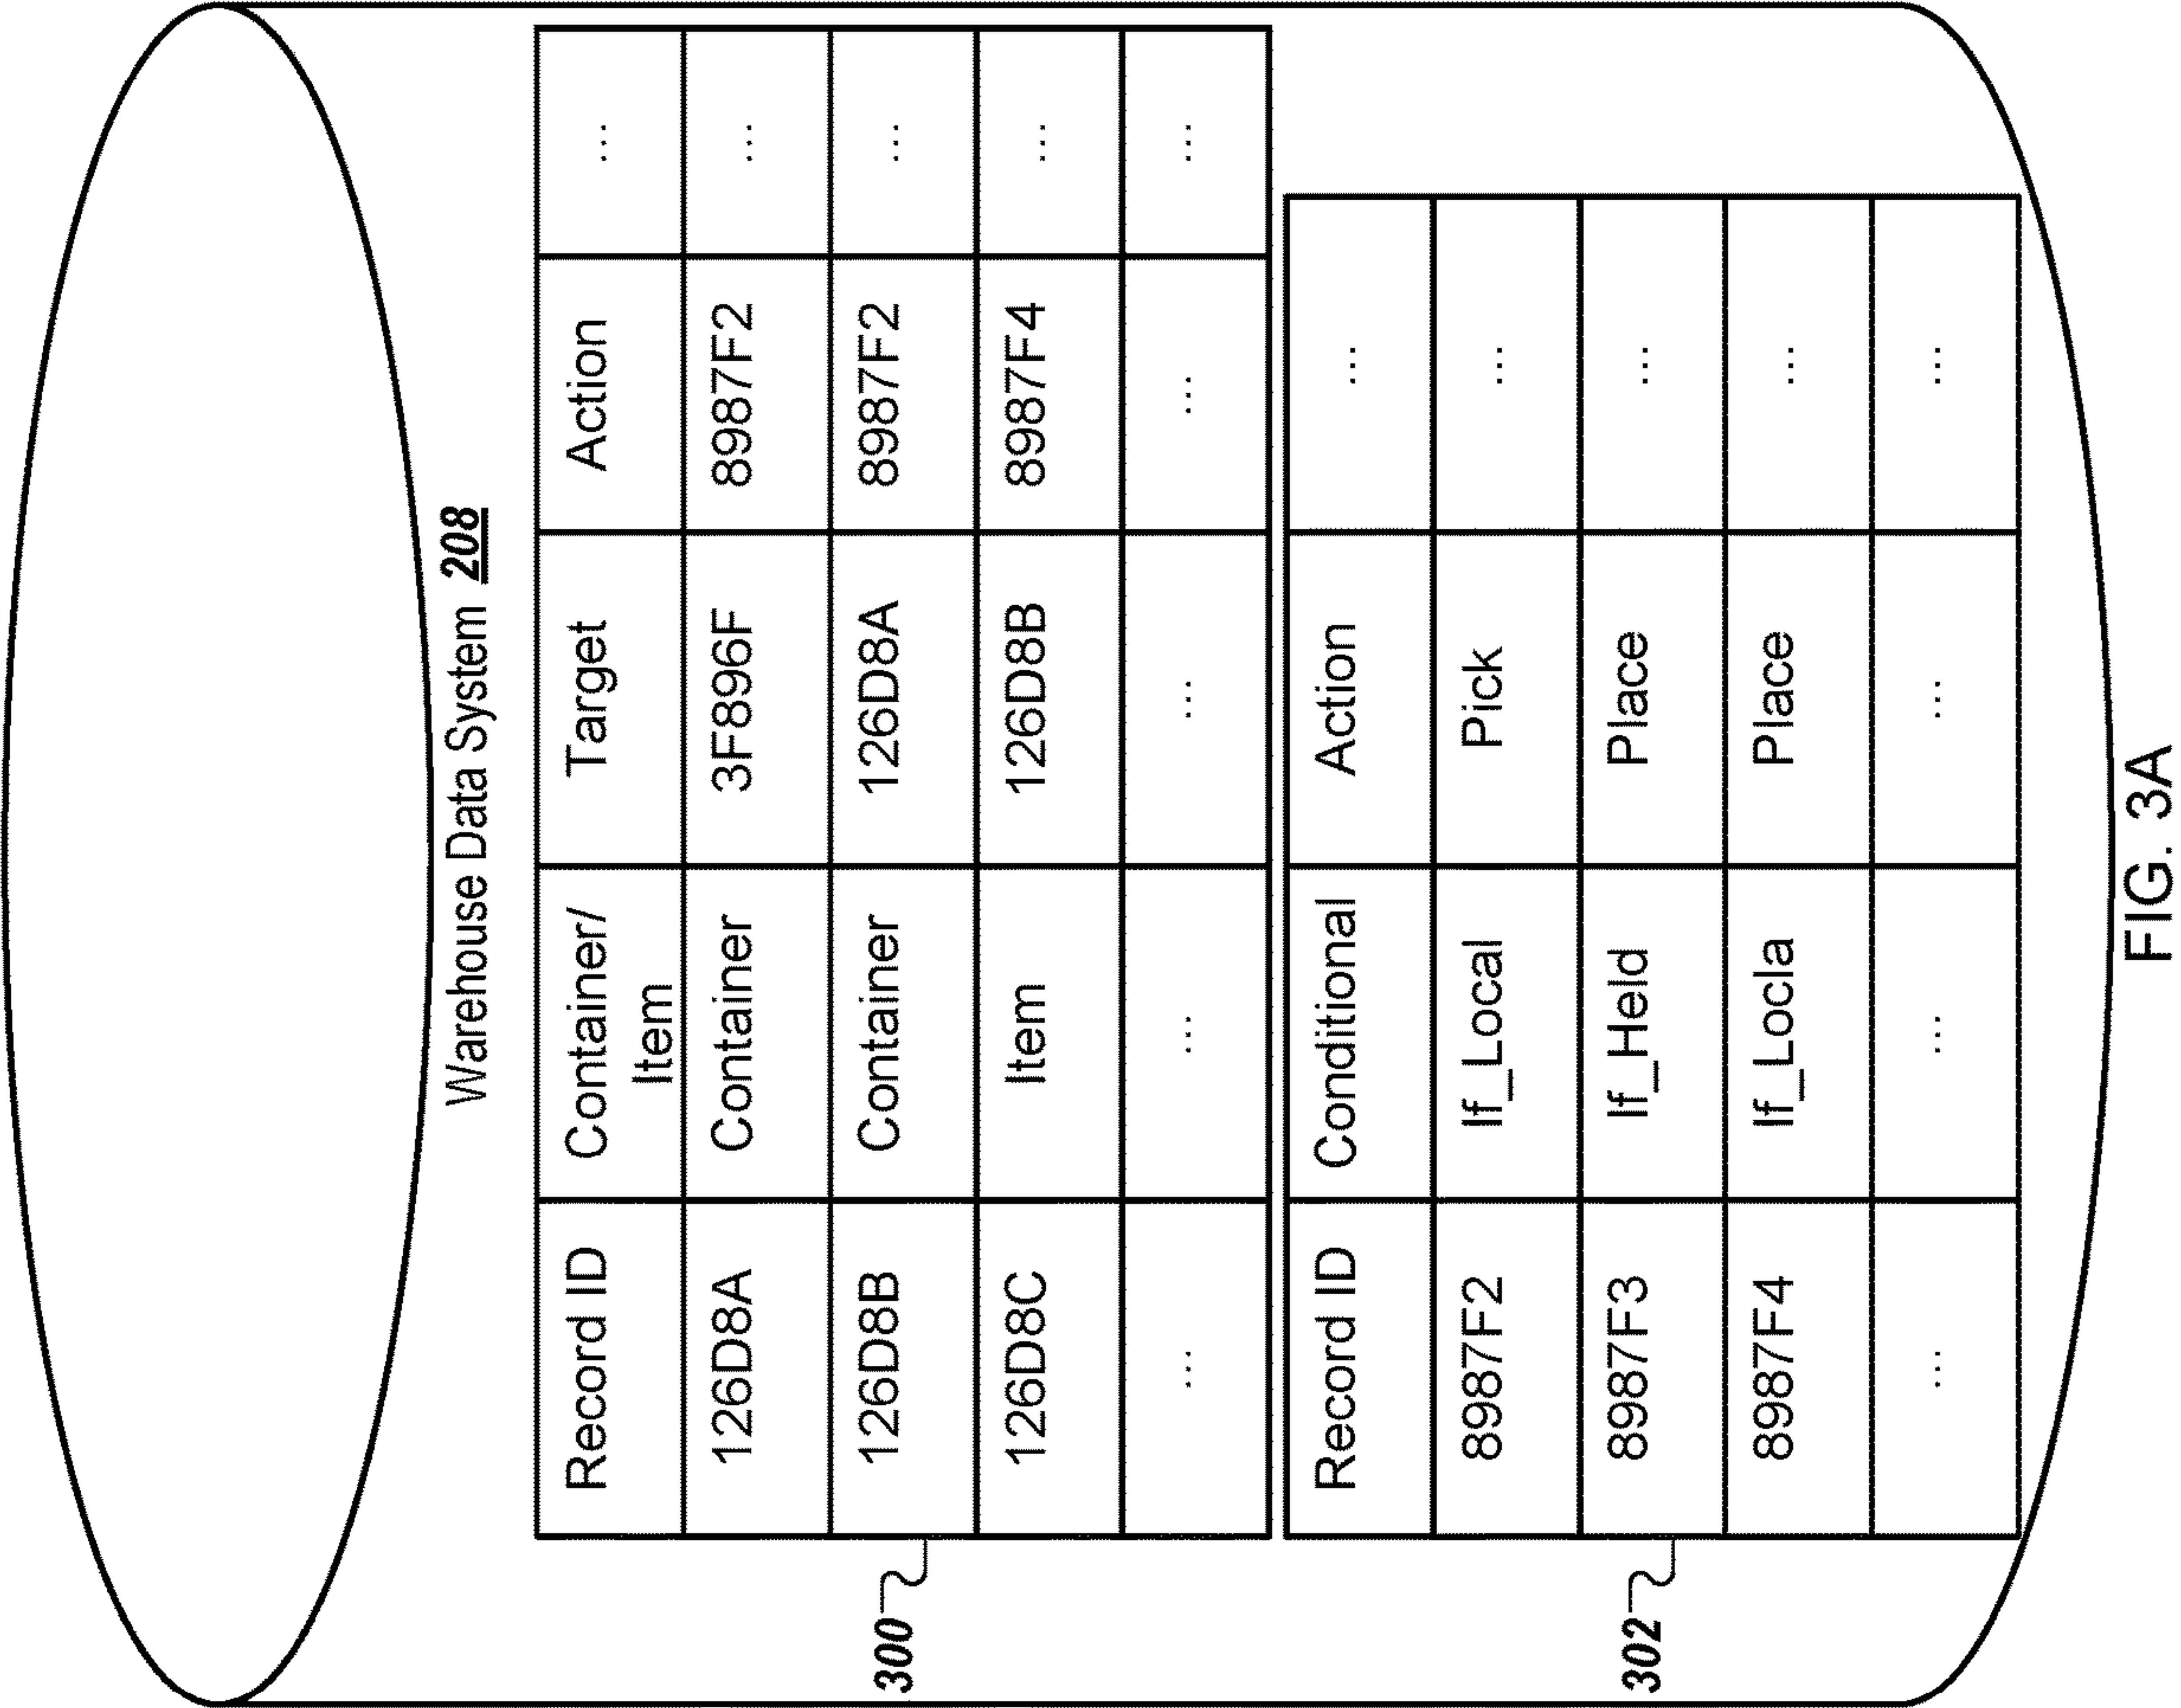 Warehouse Data System 208
Record ID Container/ Target Action ...
Item
126D8A Container 3F896F 8987F2 ...
126D8B Container 126D8A 8987F2 ...
126D8C Item 126D8B 8987F4 ...
... ... ... ... ...
300
Record ID Conditional Action ...
8987F2 If_Local Pick ...
8987F3 If_Held Place ...
8987F4 If_Locla Place ...
... ... ... ...
302
FIG. 3A